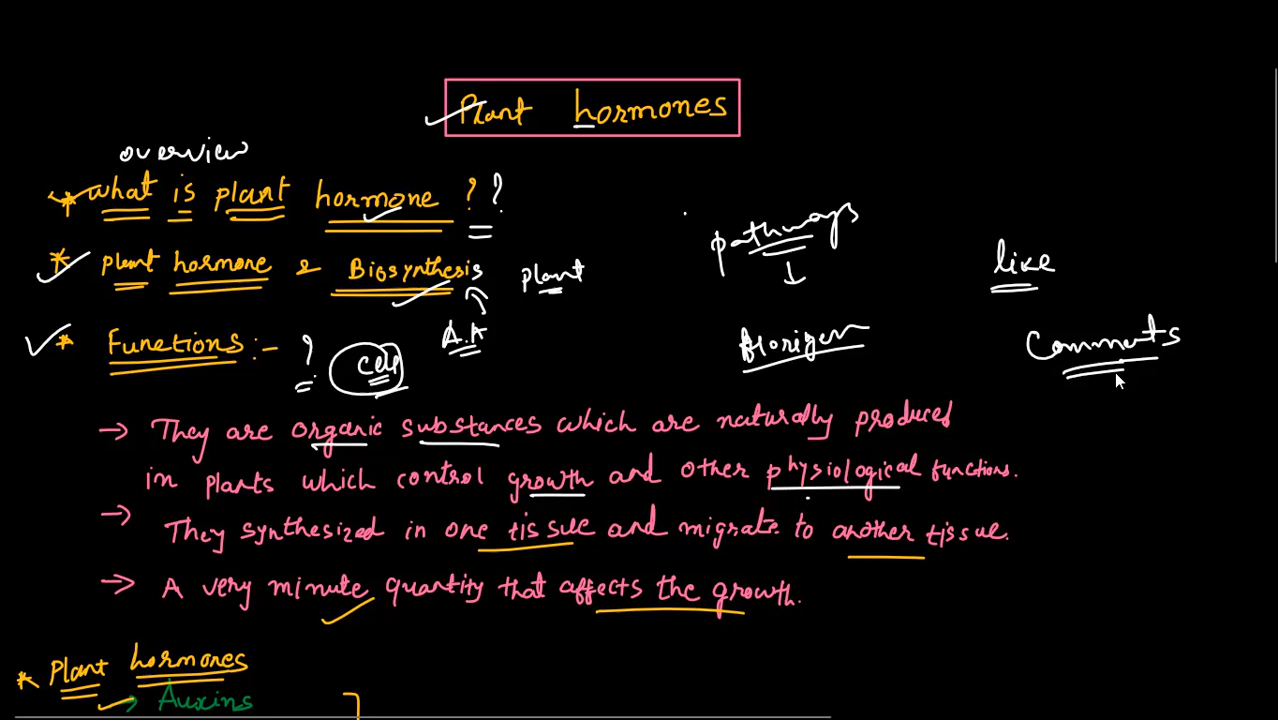 Plant hormones
overview
* what is plant hormone ? ?
* plant hormone & Biosynthesis plant
pathways
like
* Functions :- ? cell A.A
Comments
→ They are organic substances which are naturally produced
in plants which control growth and other physiological functions.
→ They synthesized in one tissue and migrate to another tissue.
→ A very minute quantity that affects the growth.
* Plant hormones
→ Auxins